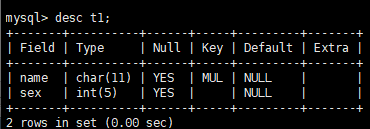 mysql> desc t1;
+-------+----------+------+-----+---------+-------+
| Field | Type     | Null | Key | Default | Extra |
+-------+----------+------+-----+---------+-------+
| name  | char(11) | YES  | MUL | NULL    |       |
| sex   | int(5)   | YES  |     | NULL    |       |
+-------+----------+------+-----+---------+-------+
2 rows in set (0.00 sec)